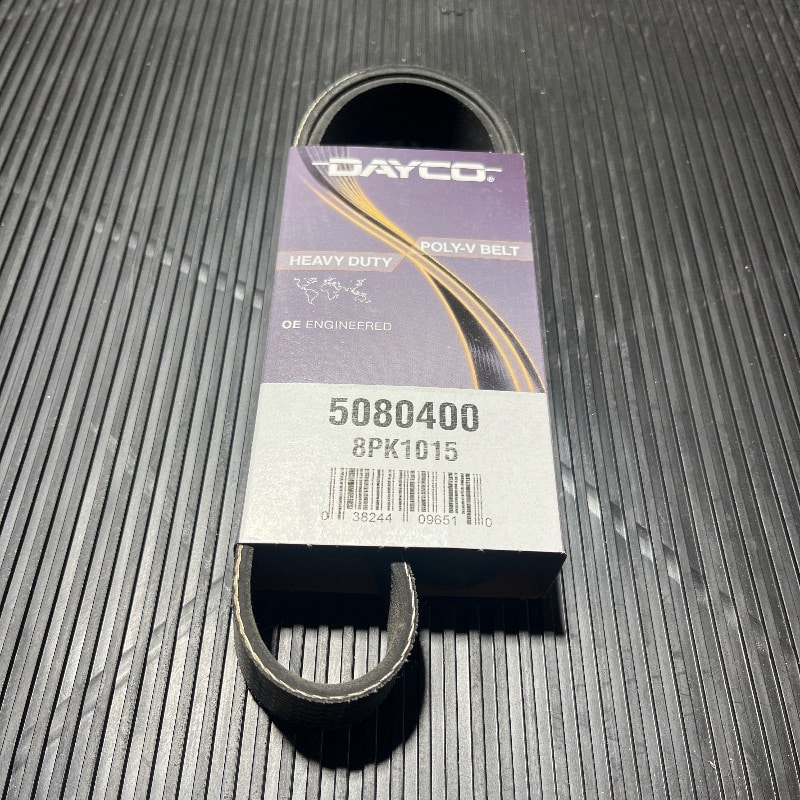 DAYCO®
POLY-V BELT
HEAVY DUTY
OE ENGINEERED
5080400
8PK1015
0 38244 09651 0